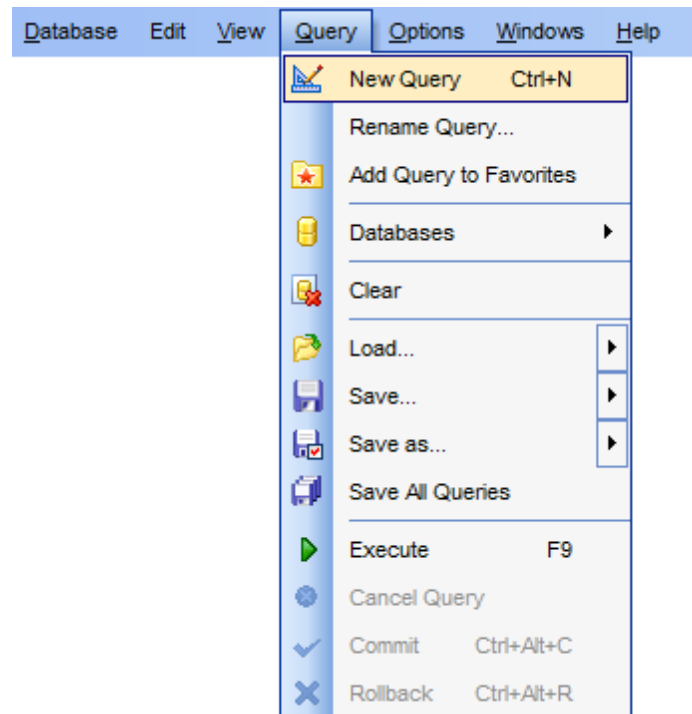 Database Edit View Query Options Windows Help
New Query Ctrl+N
Rename Query...
Add Query to Favorites
Databases
Clear
Load...
Save...
Save as...
Save All Queries
Execute F9
Cancel Query
Commit Ctrl+Alt+C
Rollback Ctrl+Alt+R